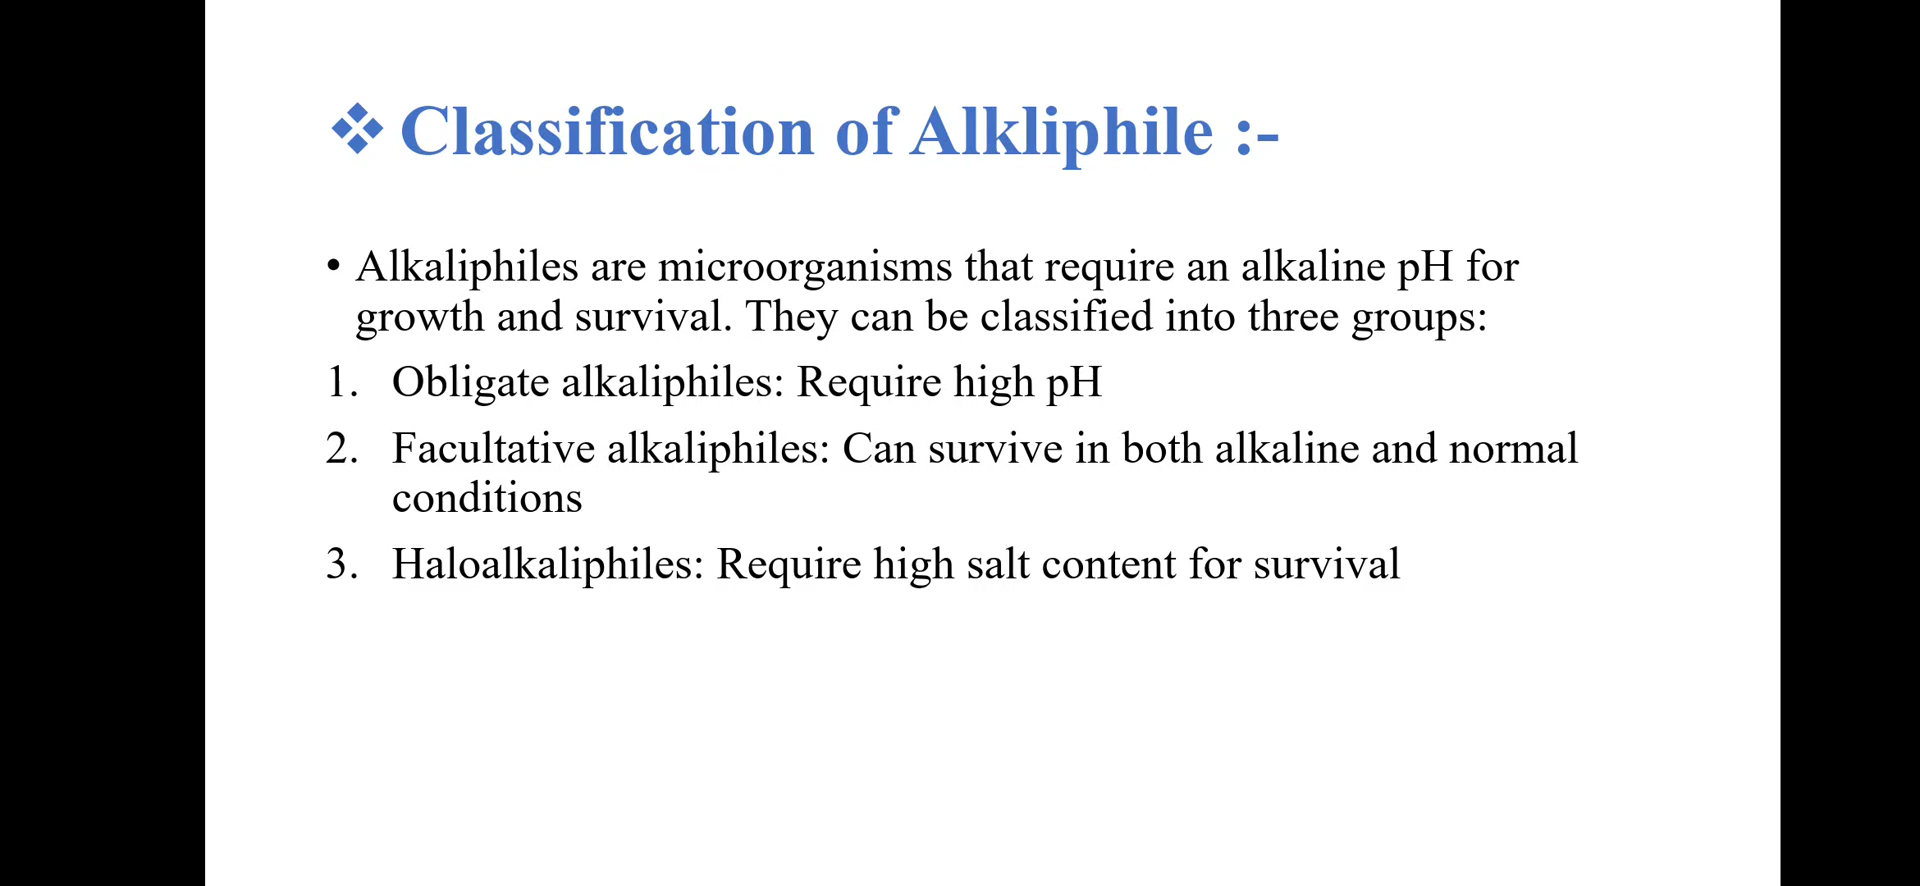 ❖ Classification of Alkliphile :-
• Alkaliphiles are microorganisms that require an alkaline pH for
growth and survival. They can be classified into three groups:
1. Obligate alkaliphiles: Require high pH
2. Facultative alkaliphiles: Can survive in both alkaline and normal
conditions
3. Haloalkaliphiles: Require high salt content for survival